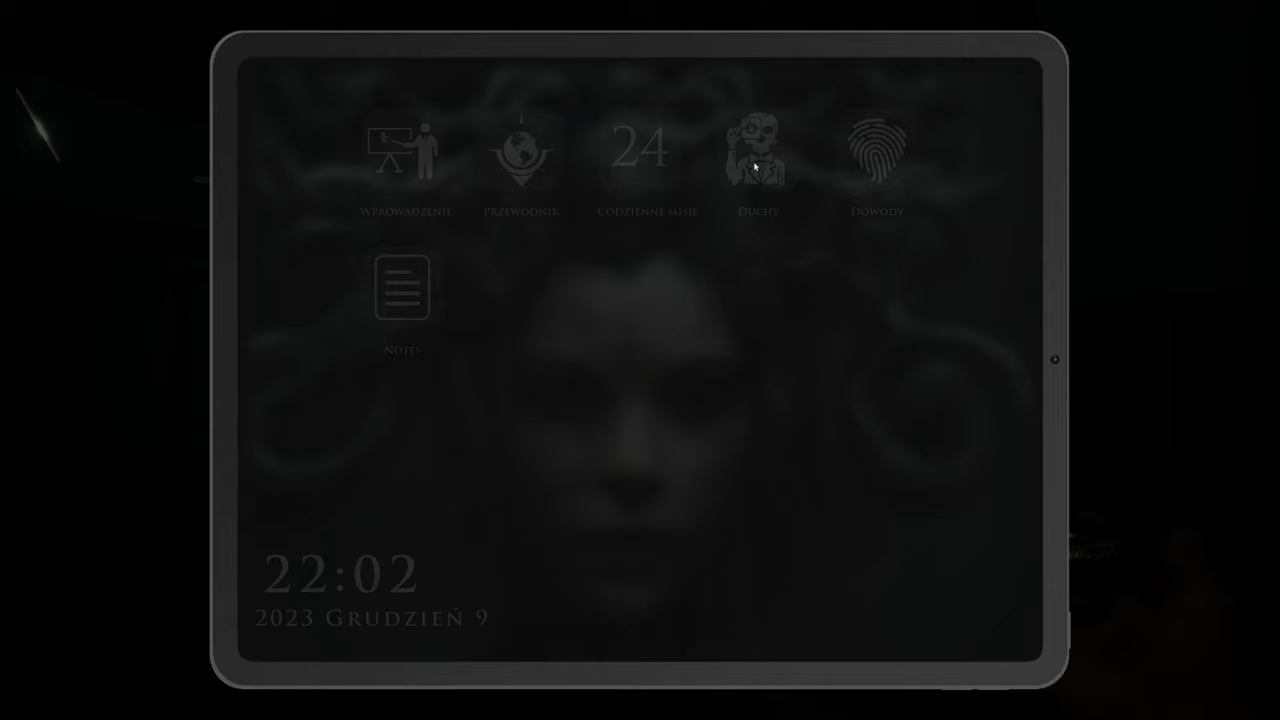 24
Wprowadzenie
Przewodnik
Codzienne misje
Duchy
Dowody
Notes
22:02
2023 Grudzień 9